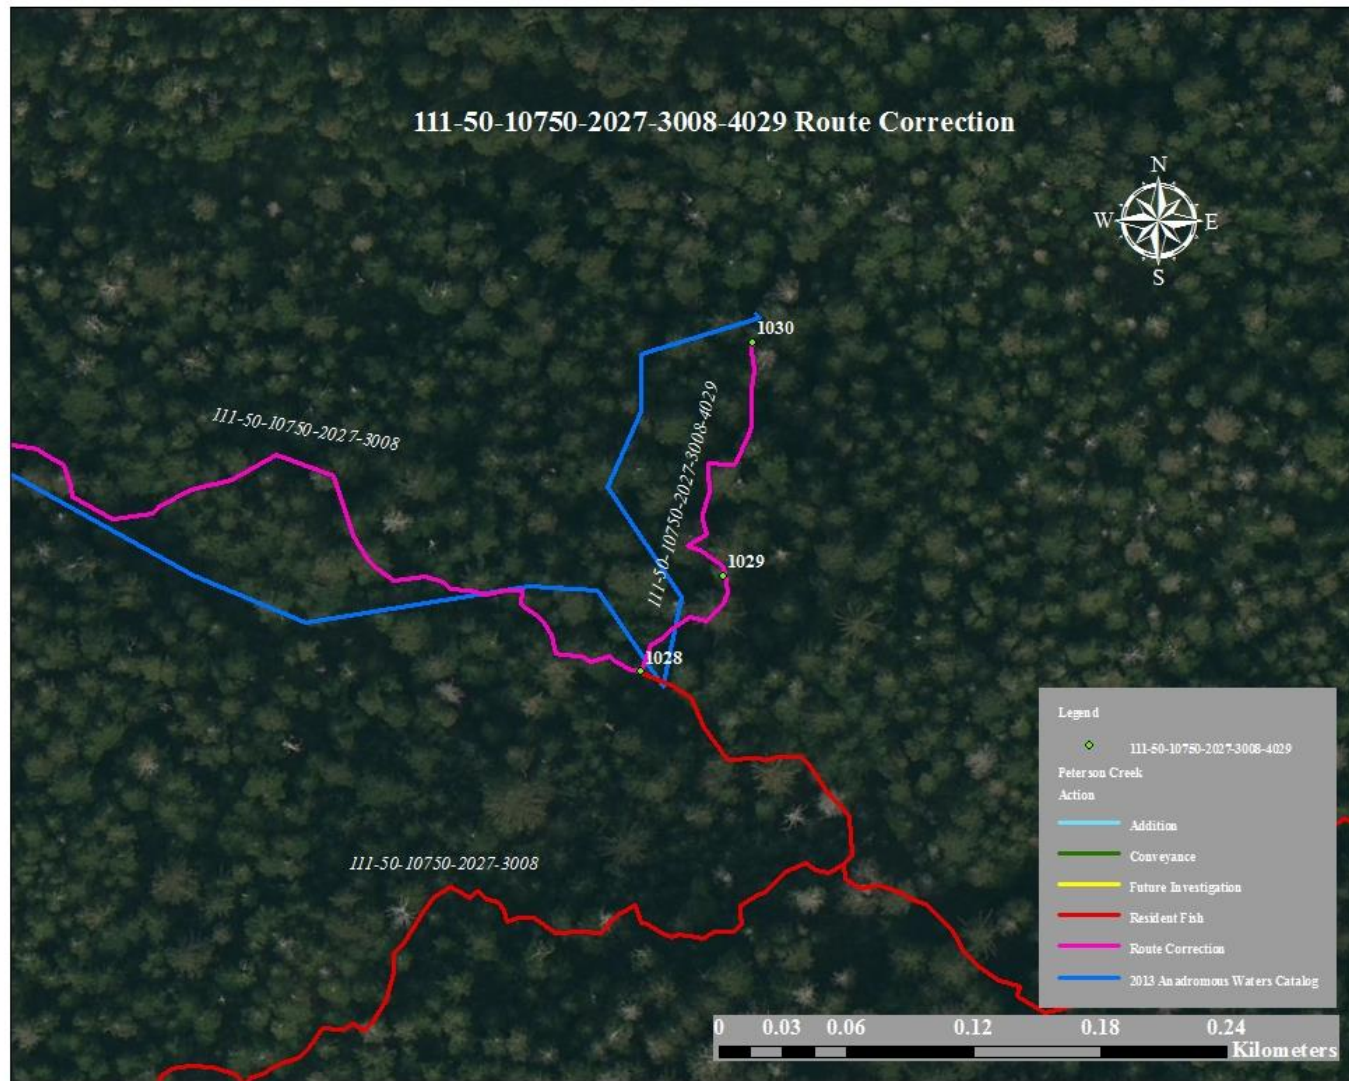 111-50-10750-2027-3008-4029 Route Correction
N
W E
S
1030
111-50-10750-2027-3008
111-50-10750-2027-3008-4029
1029
1028
111-50-10750-2027-3008
Legend
111-50-10750-2027-3008-4029
Peterson Creek
Action
Addition
Conveyance
Future Investigation
Resident Fish
Route Correction
2013 Anadromous Waters Catalog
0 0.03 0.06 0.12 0.18 0.24
Kilometers